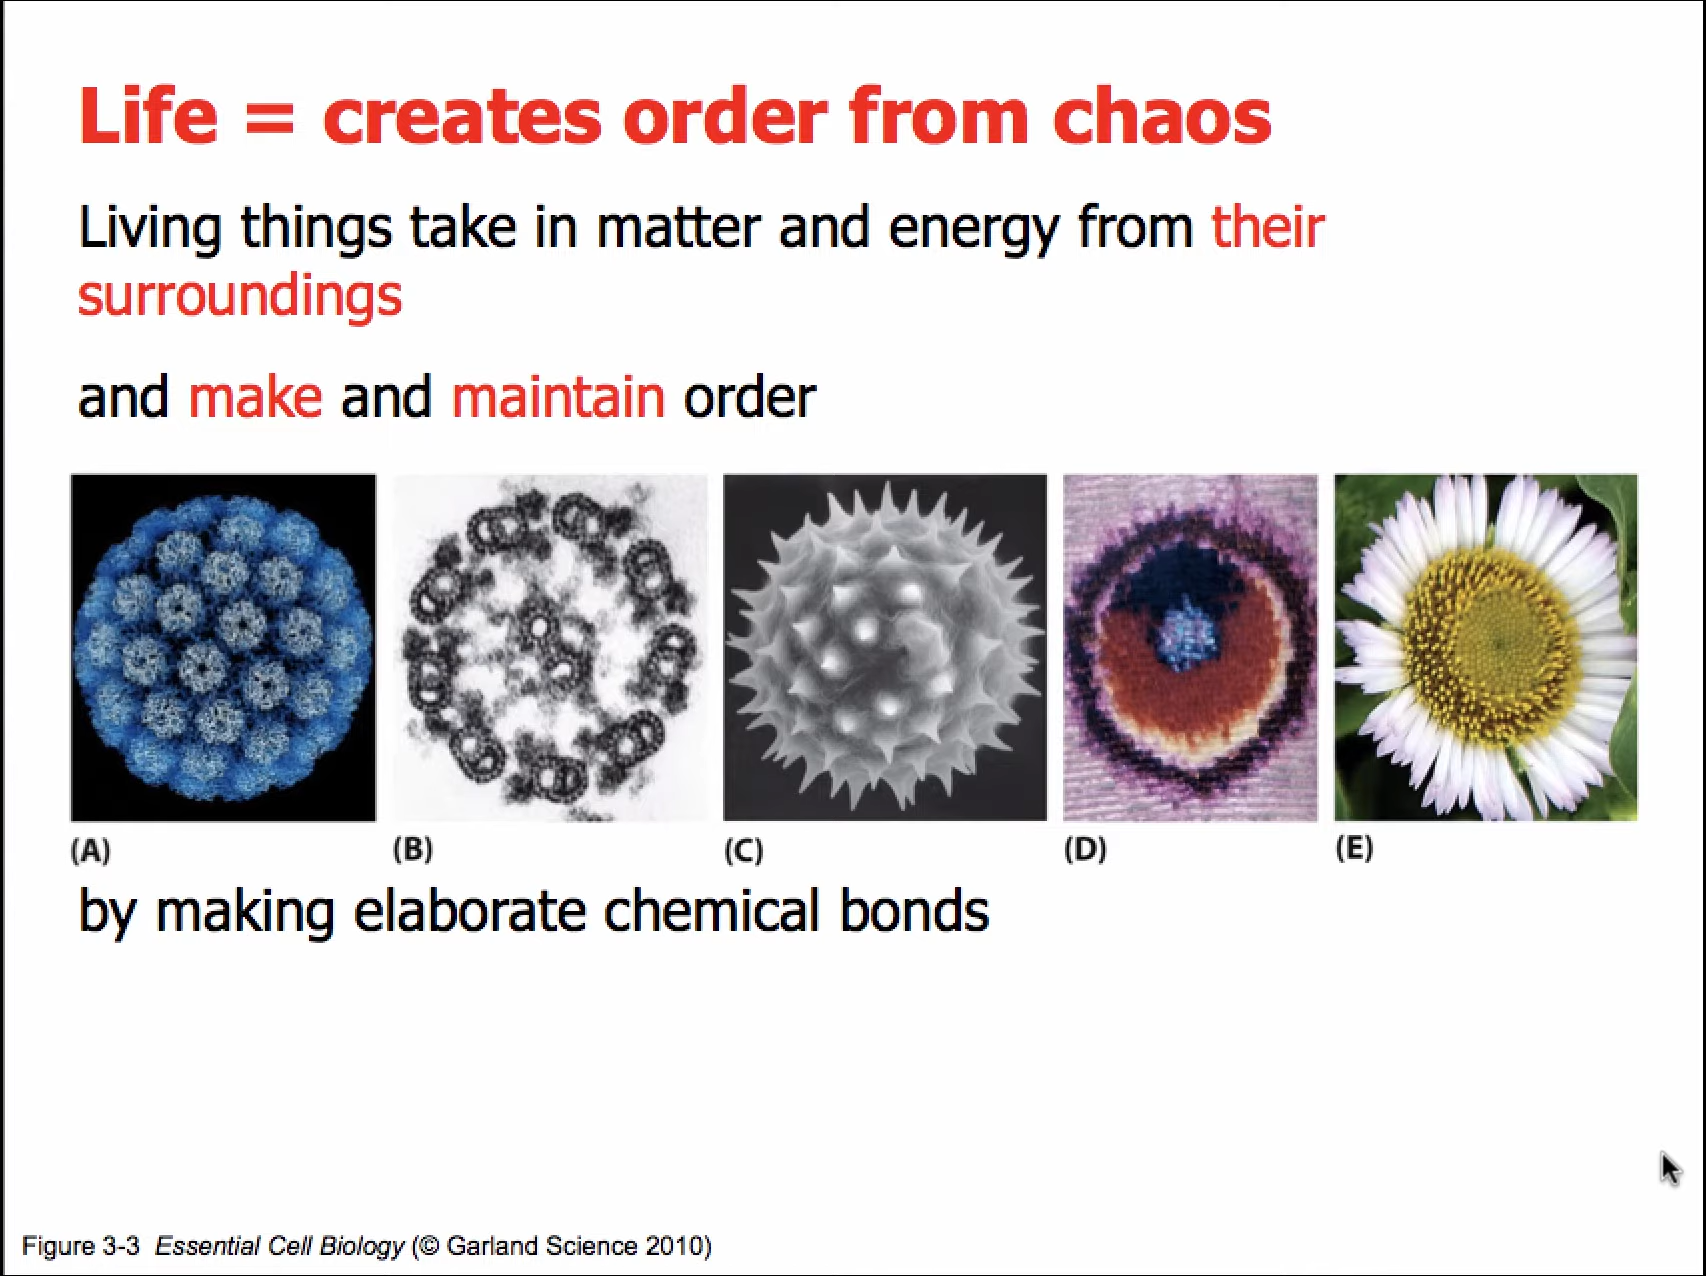 Life = creates order from chaos
Living things take in matter and energy from their
surroundings
and make and maintain order
(A) (B) (C) (D) (E)
by making elaborate chemical bonds
Figure 3-3 Essential Cell Biology (© Garland Science 2010)